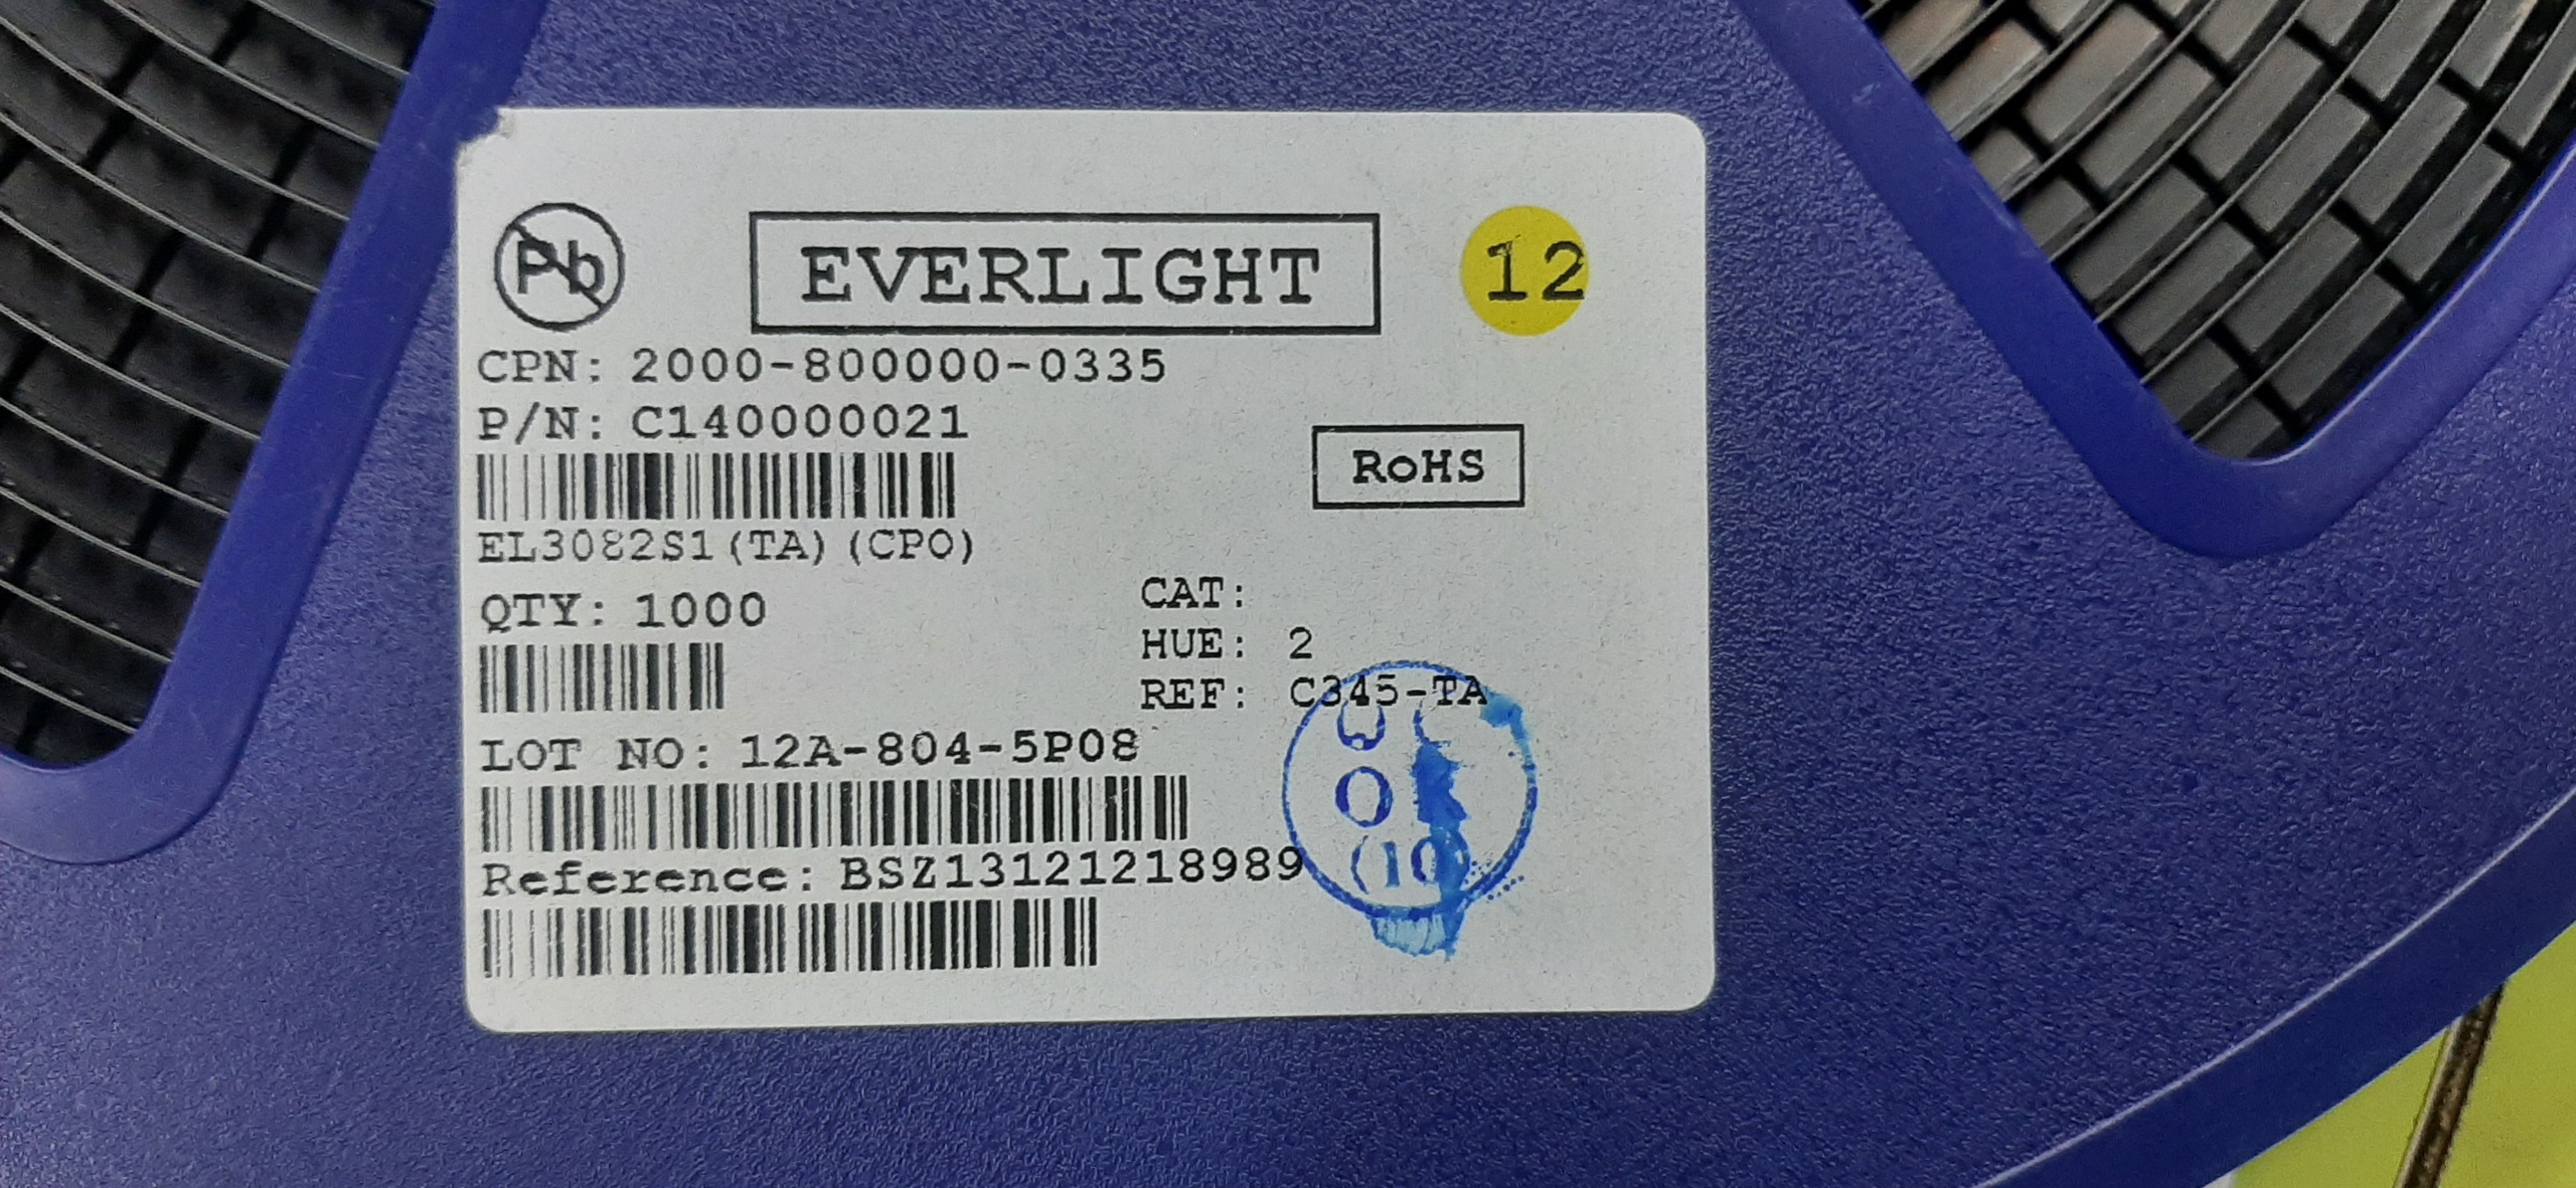 Pb
EVERLIGHT
12
CPN: 2000-800000-0335
P/N: C140000021
RoHS
EL3082S1(TA)(CPO)
QTY: 1000
CAT:
HUE: 2
REF: C345-TA
LOT NO: 12A-804-5P08
Reference: BSZ13121218989
(10)